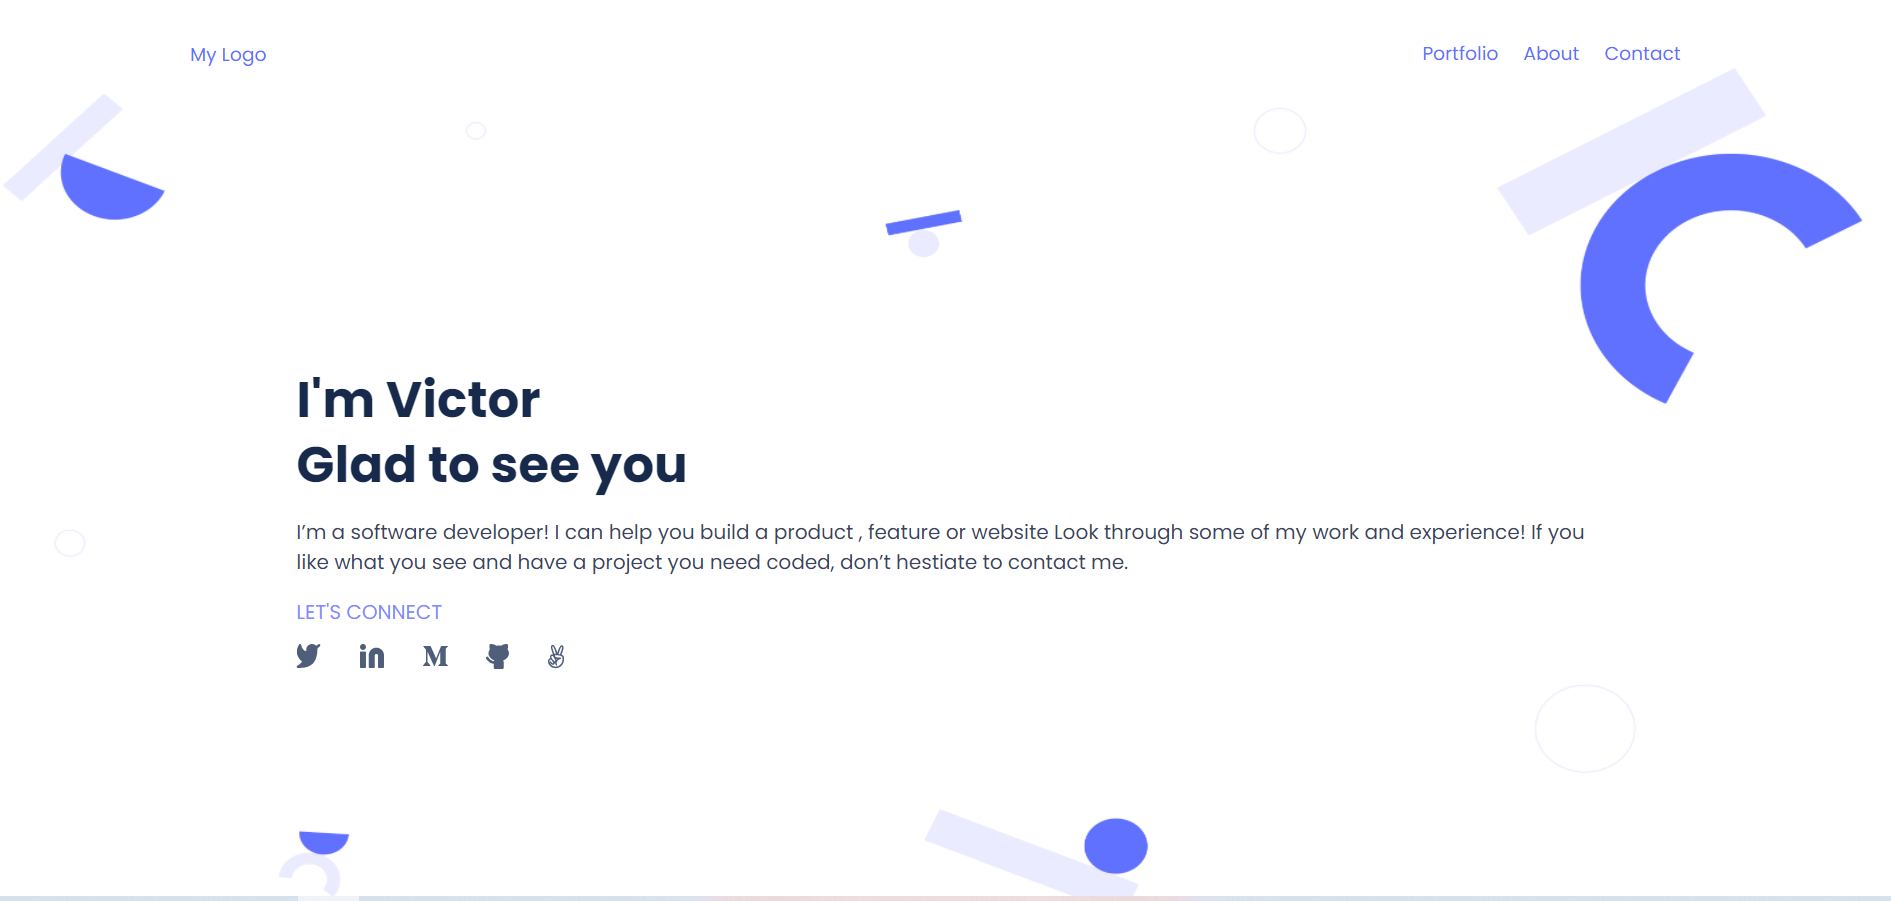 My Logo
Portfolio About Contact
I'm Victor
Glad to see you
I’m a software developer! I can help you build a product , feature or website Look through some of my work and experience! If you
like what you see and have a project you need coded, don’t hestiate to contact me.
LET'S CONNECT